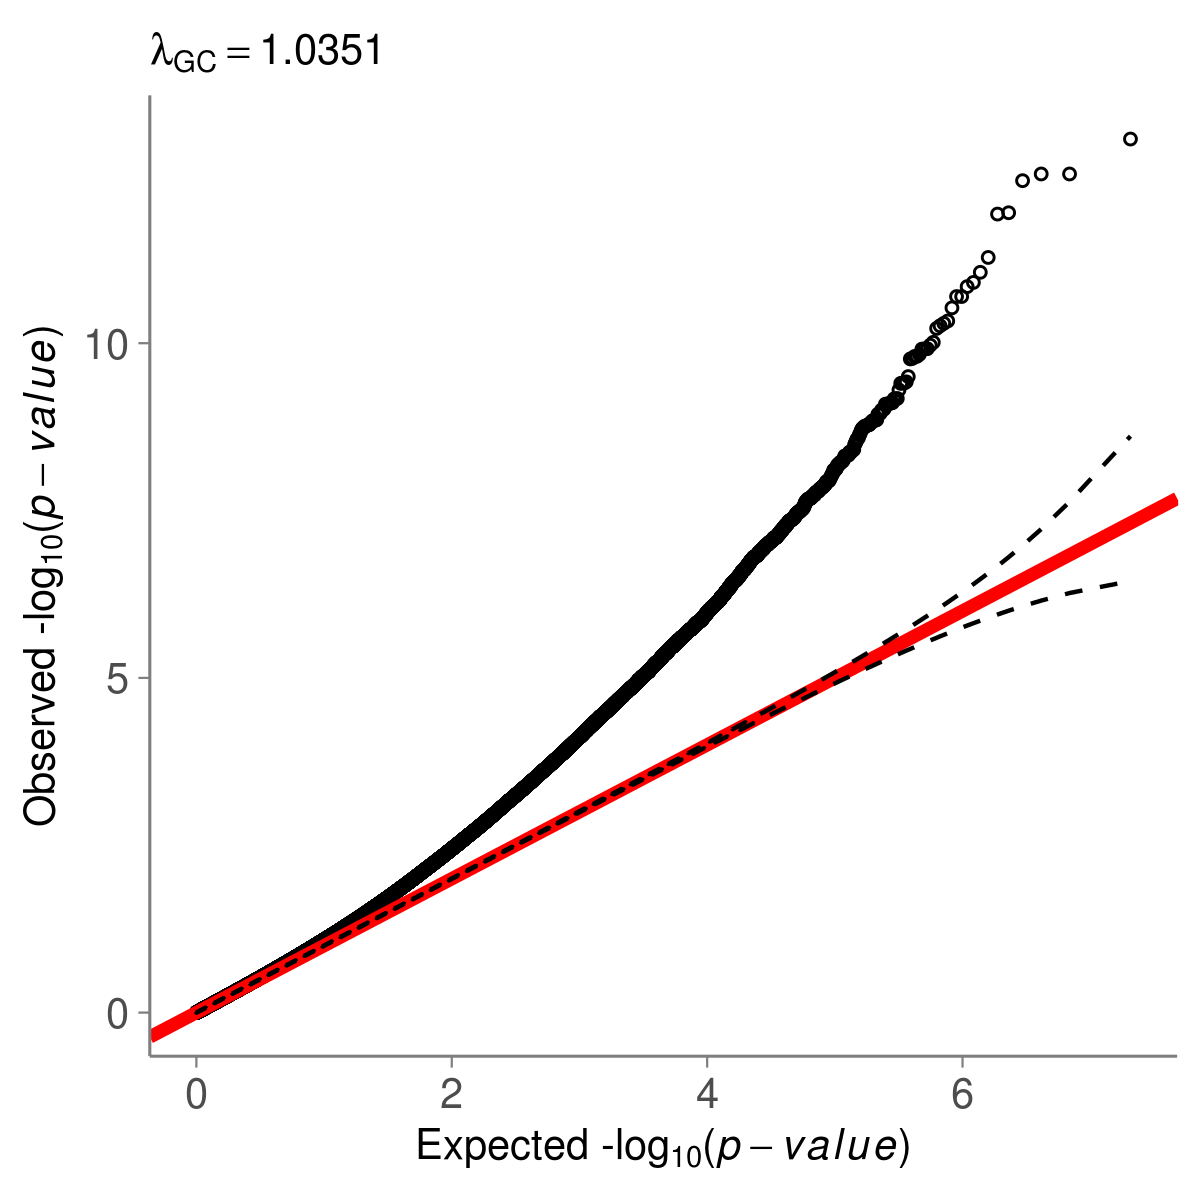 λGC = 1.0351
10
5
0
Observed -log10(p − value)
0 2 4 6
Expected -log10(p − value)